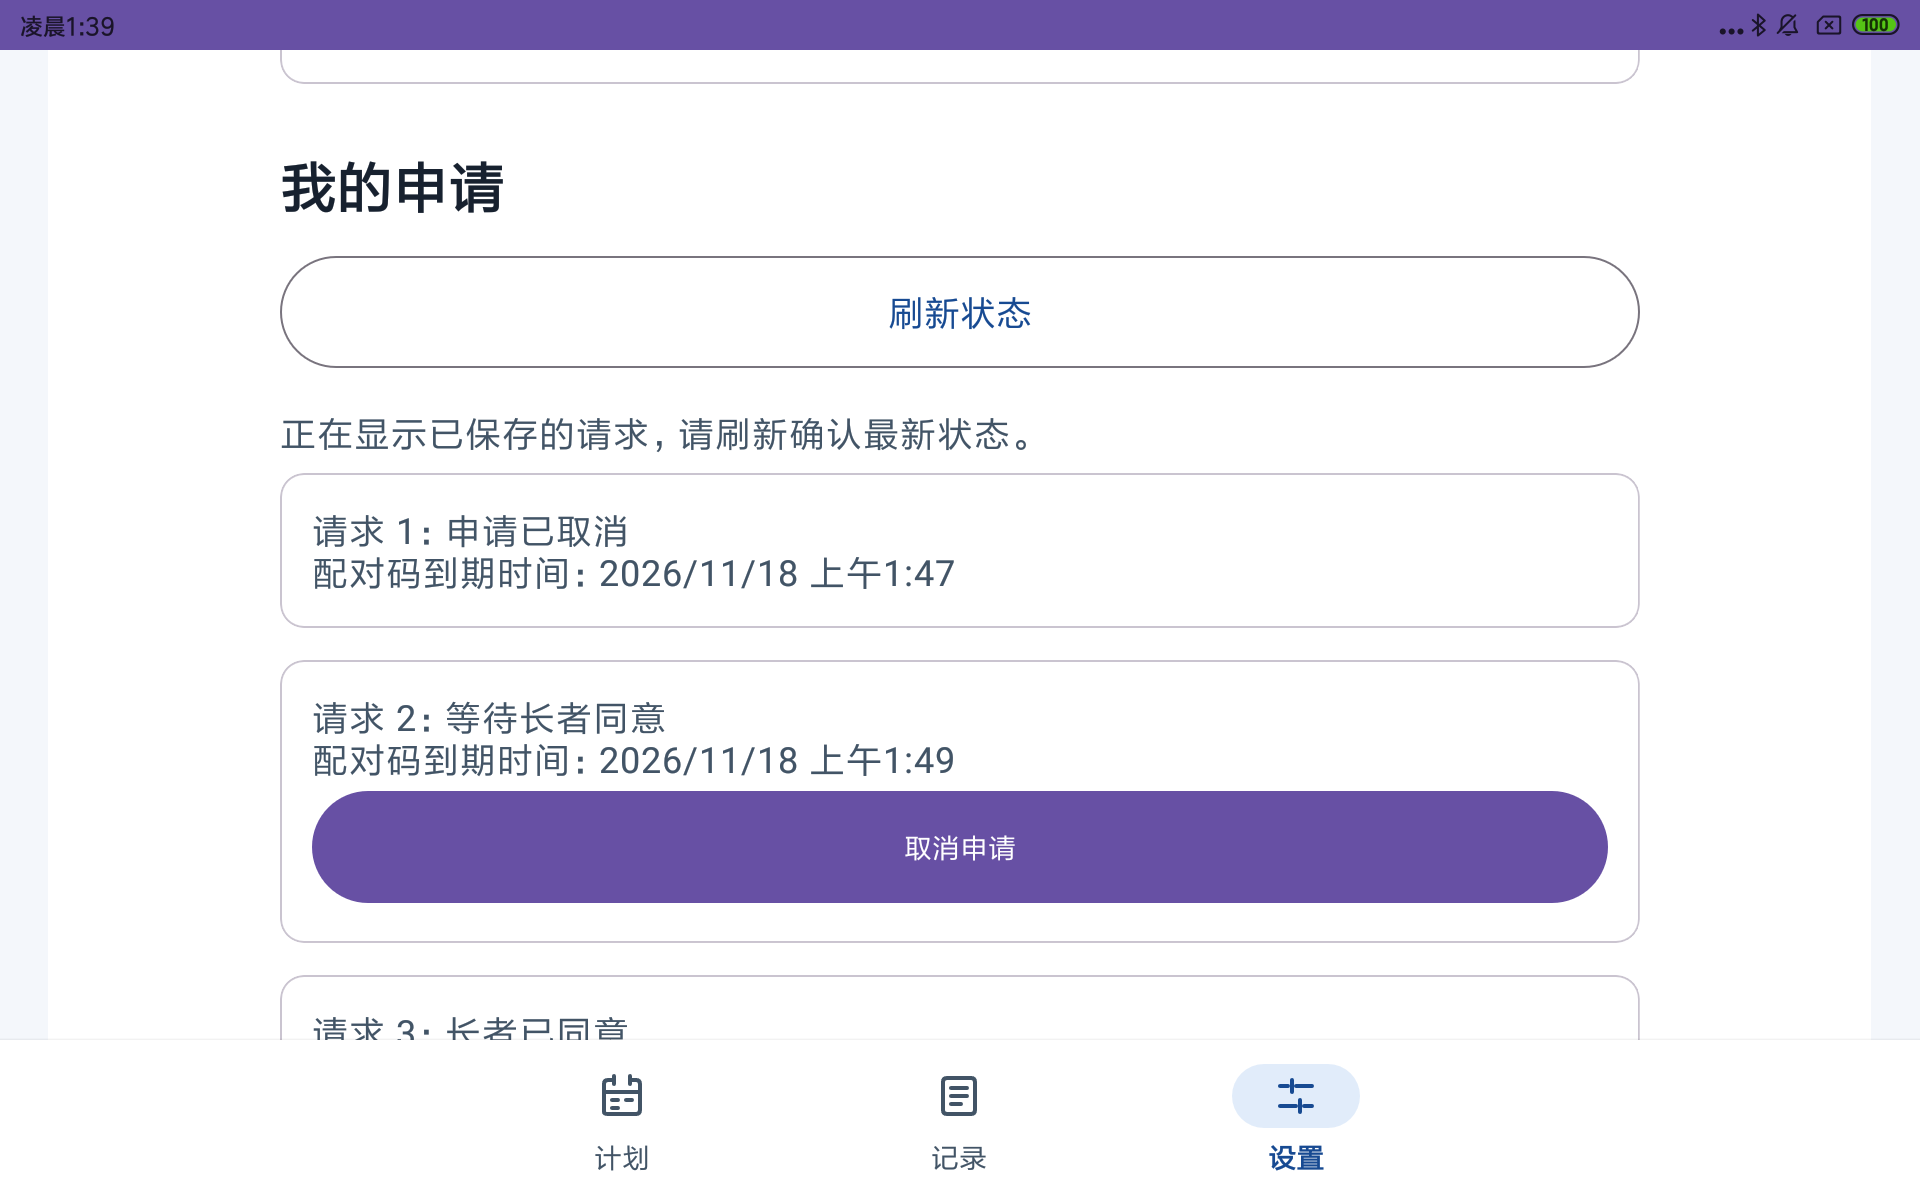 凌晨1:39
100
我的申请
刷新状态
正在显示已保存的请求，请刷新确认最新状态。
请求 1：申请已取消
配对码到期时间：2026/11/18 上午1:47
请求 2：等待长者同意
配对码到期时间：2026/11/18 上午1:49
取消申请
请求 3：长者已同意
计划
记录
设置